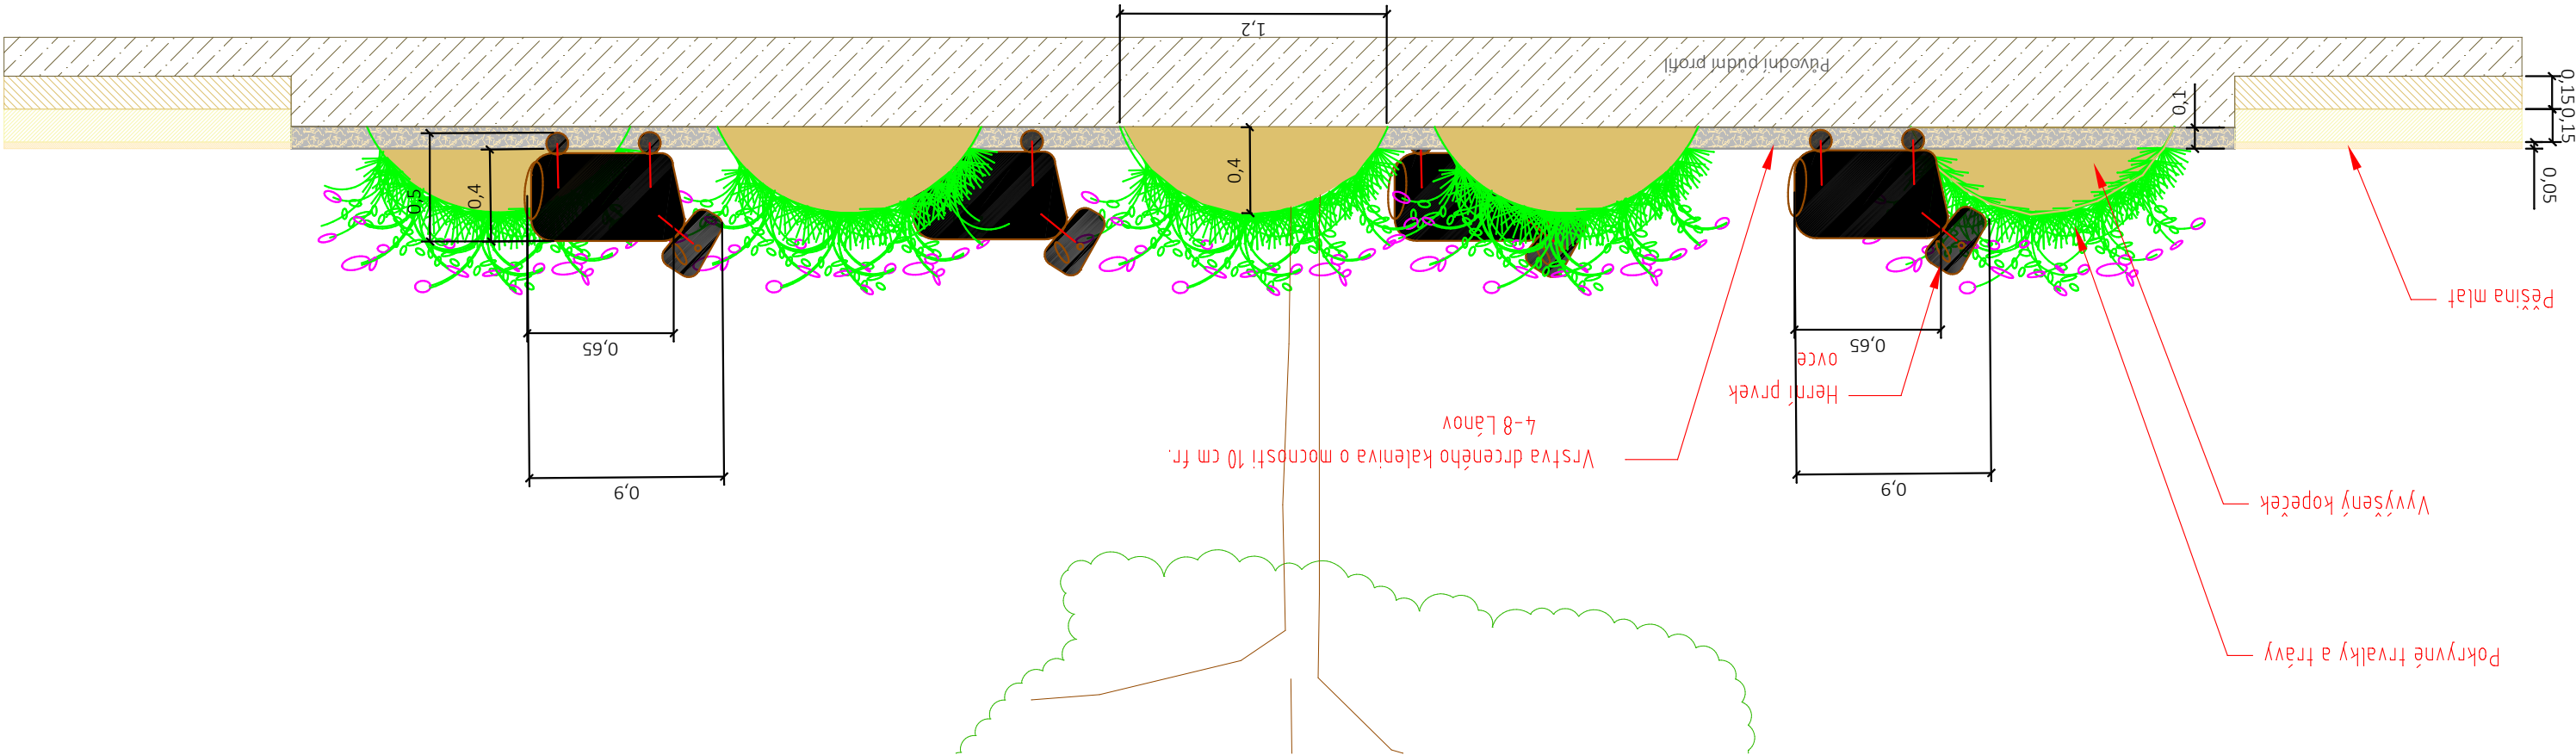 Pokryvné trvalky a trávy
Vyvýšený kopeček
0,9
0,9
Vrstva drceného kaleniva o mocnosti 10 cm fr.
4-8 Lánov
Herní prvek
ovce
0,65
0,65
Pěšina mlat
0,05
0,5
0,4
0,4
0,1
0,15
0,15
Původní půdní profil
1,2